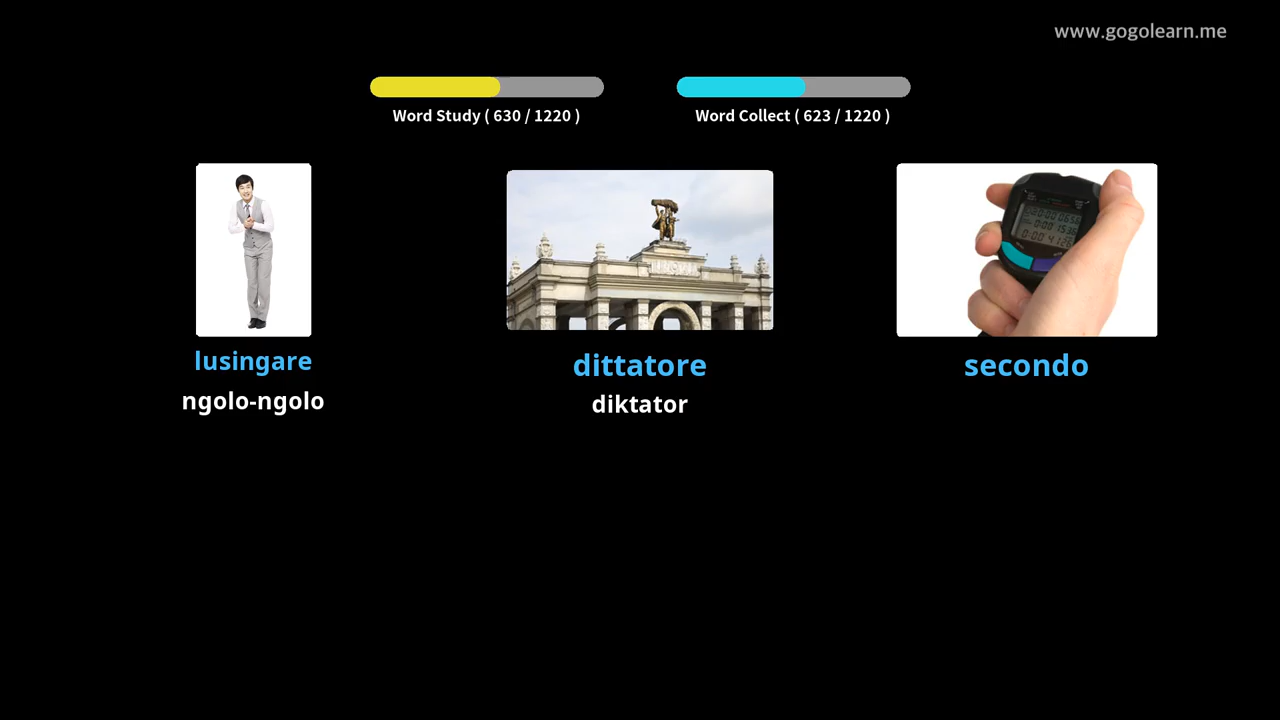 www.gogolearn.me
Word Study ( 630 / 1220 )
Word Collect ( 623 / 1220 )
lusingare
ngolo-ngolo
dittatore
diktator
secondo